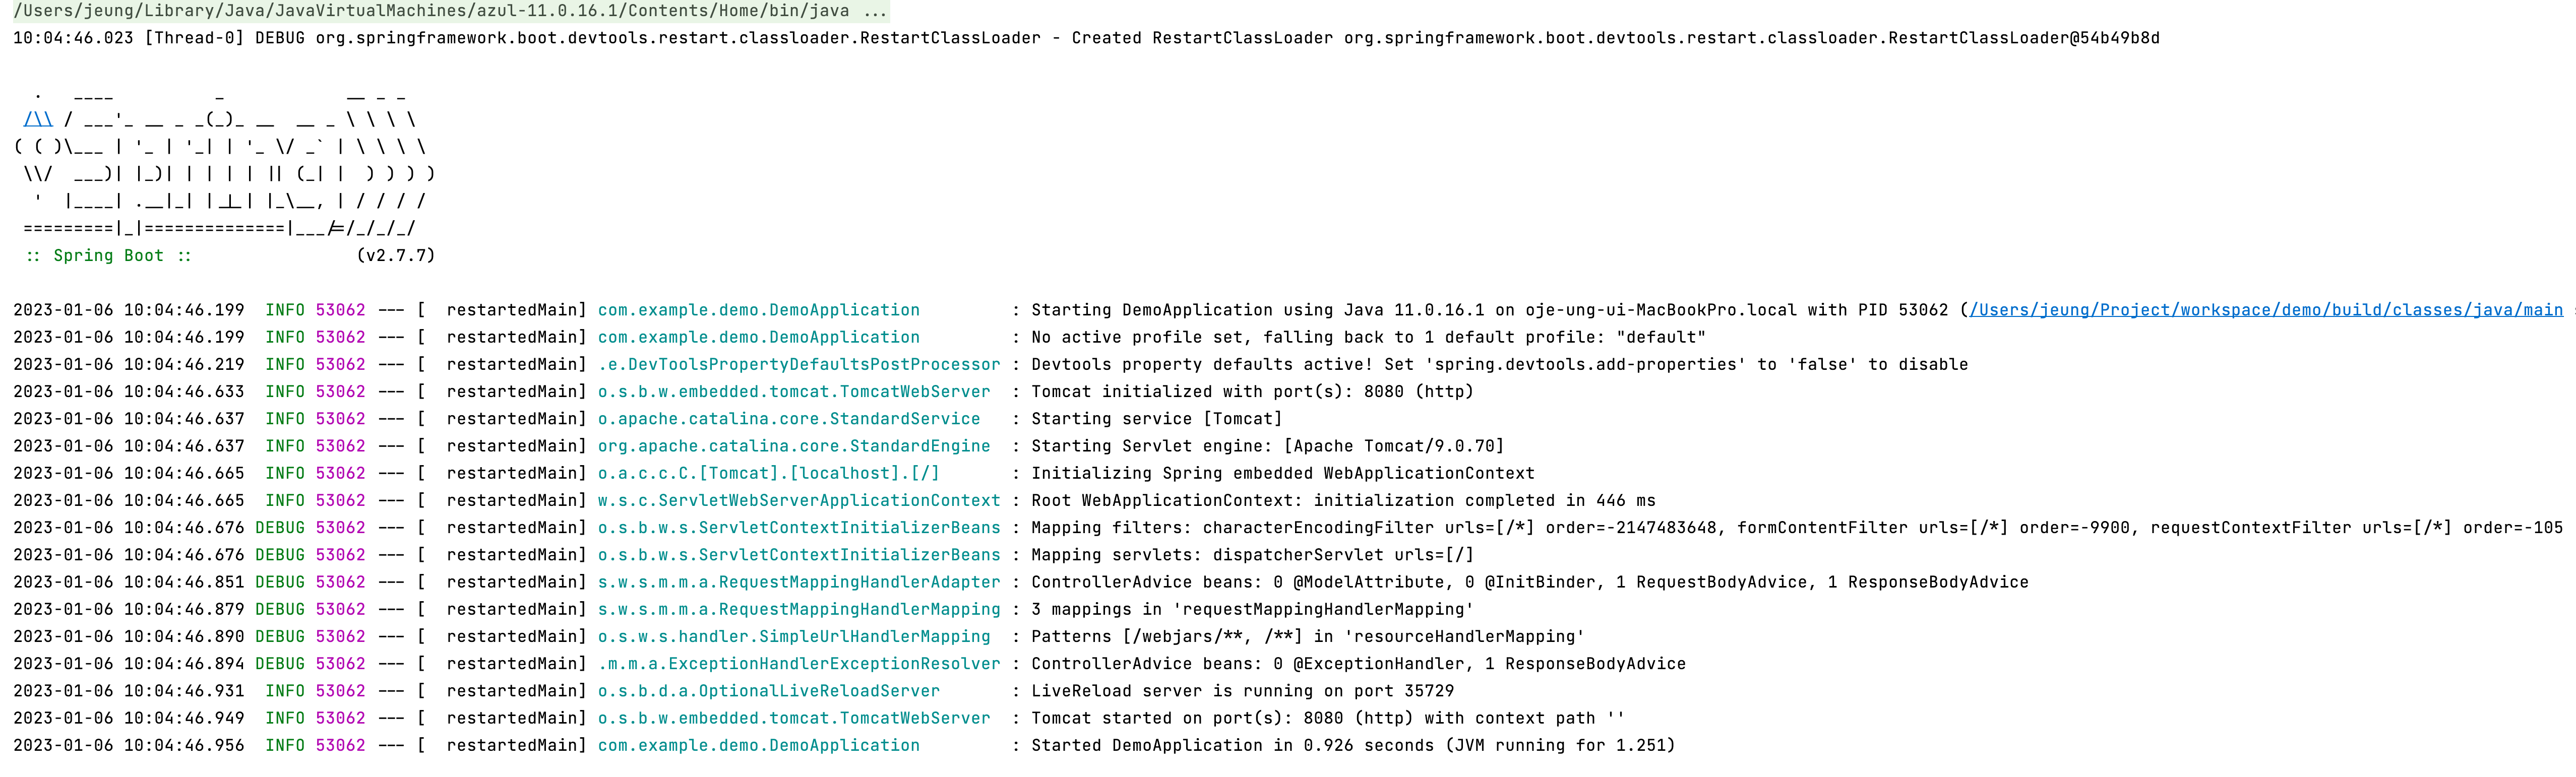 /Users/jeung/Library/Java/JavaVirtualMachines/azul-11.0.16.1/Contents/Home/bin/java ...
10:04:46.023 [Thread-0] DEBUG org.springframework.boot.devtools.restart.classloader.RestartClassLoader - Created RestartClassLoader org.springframework.boot.devtools.restart.classloader.RestartClassLoader@54b49b8d

  .   ____          _            __ _ _
 /\\ / ___'_ __ _ _(_)_ __  __ _ \ \ \ \
( ( )\___ | '_ | '_| | '_ \/ _` | \ \ \ \
 \\/  ___)| |_)| | | | | || (_| |  ) ) ) )
  '  |____| .__|_| |_|_| |_\__, | / / / /
 =========|_|==============|___/=/_/_/_/
 :: Spring Boot ::                (v2.7.7)

2023-01-06 10:04:46.199  INFO 53062 --- [  restartedMain] com.example.demo.DemoApplication         : Starting DemoApplication using Java 11.0.16.1 on oje-ung-ui-MacBookPro.local with PID 53062 (/Users/jeung/Project/workspace/demo/build/classes/java/main
2023-01-06 10:04:46.199  INFO 53062 --- [  restartedMain] com.example.demo.DemoApplication         : No active profile set, falling back to 1 default profile: "default"
2023-01-06 10:04:46.219  INFO 53062 --- [  restartedMain] .e.DevToolsPropertyDefaultsPostProcessor : Devtools property defaults active! Set 'spring.devtools.add-properties' to 'false' to disable
2023-01-06 10:04:46.633  INFO 53062 --- [  restartedMain] o.s.b.w.embedded.tomcat.TomcatWebServer  : Tomcat initialized with port(s): 8080 (http)
2023-01-06 10:04:46.637  INFO 53062 --- [  restartedMain] o.apache.catalina.core.StandardService   : Starting service [Tomcat]
2023-01-06 10:04:46.637  INFO 53062 --- [  restartedMain] org.apache.catalina.core.StandardEngine  : Starting Servlet engine: [Apache Tomcat/9.0.70]
2023-01-06 10:04:46.665  INFO 53062 --- [  restartedMain] o.a.c.c.C.[Tomcat].[localhost].[/]       : Initializing Spring embedded WebApplicationContext
2023-01-06 10:04:46.665  INFO 53062 --- [  restartedMain] w.s.c.ServletWebServerApplicationContext : Root WebApplicationContext: initialization completed in 446 ms
2023-01-06 10:04:46.676 DEBUG 53062 --- [  restartedMain] o.s.b.w.s.ServletContextInitializerBeans : Mapping filters: characterEncodingFilter urls=[/*] order=-2147483648, formContentFilter urls=[/*] order=-9900, requestContextFilter urls=[/*] order=-105
2023-01-06 10:04:46.676 DEBUG 53062 --- [  restartedMain] o.s.b.w.s.ServletContextInitializerBeans : Mapping servlets: dispatcherServlet urls=[/]
2023-01-06 10:04:46.851 DEBUG 53062 --- [  restartedMain] s.w.s.m.m.a.RequestMappingHandlerAdapter : ControllerAdvice beans: 0 @ModelAttribute, 0 @InitBinder, 1 RequestBodyAdvice, 1 ResponseBodyAdvice
2023-01-06 10:04:46.879 DEBUG 53062 --- [  restartedMain] s.w.s.m.m.a.RequestMappingHandlerMapping : 3 mappings in 'requestMappingHandlerMapping'
2023-01-06 10:04:46.890 DEBUG 53062 --- [  restartedMain] o.s.w.s.handler.SimpleUrlHandlerMapping  : Patterns [/webjars/**, /**] in 'resourceHandlerMapping'
2023-01-06 10:04:46.894 DEBUG 53062 --- [  restartedMain] .m.m.a.ExceptionHandlerExceptionResolver : ControllerAdvice beans: 0 @ExceptionHandler, 1 ResponseBodyAdvice
2023-01-06 10:04:46.931  INFO 53062 --- [  restartedMain] o.s.b.d.a.OptionalLiveReloadServer       : LiveReload server is running on port 35729
2023-01-06 10:04:46.949  INFO 53062 --- [  restartedMain] o.s.b.w.embedded.tomcat.TomcatWebServer  : Tomcat started on port(s): 8080 (http) with context path ''
2023-01-06 10:04:46.956  INFO 53062 --- [  restartedMain] com.example.demo.DemoApplication         : Started DemoApplication in 0.926 seconds (JVM running for 1.251)